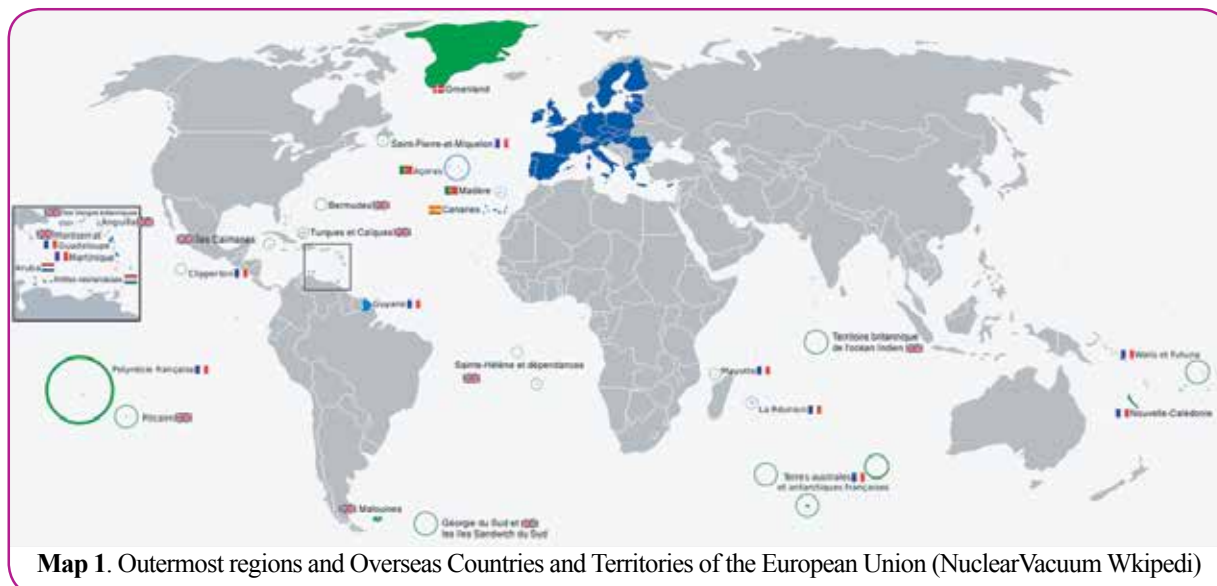 Groenland
Saint-Pierre-et-Miquelon
Açores
Madère
Canaries
Bermudes
Îles Vierges britanniques
Anguilla
Montserrat
Guadeloupe
Martinique
Aruba
Antilles néerlandaises
Îles Caïmanes
Turques et Caïques
Clipperton
Guyane
Polynésie française
Pitcairn
Sainte-Hélène et dépendances
Territoire britannique
de l'océan Indien
Mayotte
La Réunion
Wallis et Futuna
Nouvelle-Calédonie
Terres australes
et antarctiques françaises
Malouines
Géorgie du Sud et
les îles Sandwich du Sud
Map 1. Outermost regions and Overseas Countries and Territories of the European Union (NuclearVacuum Wkipedi)